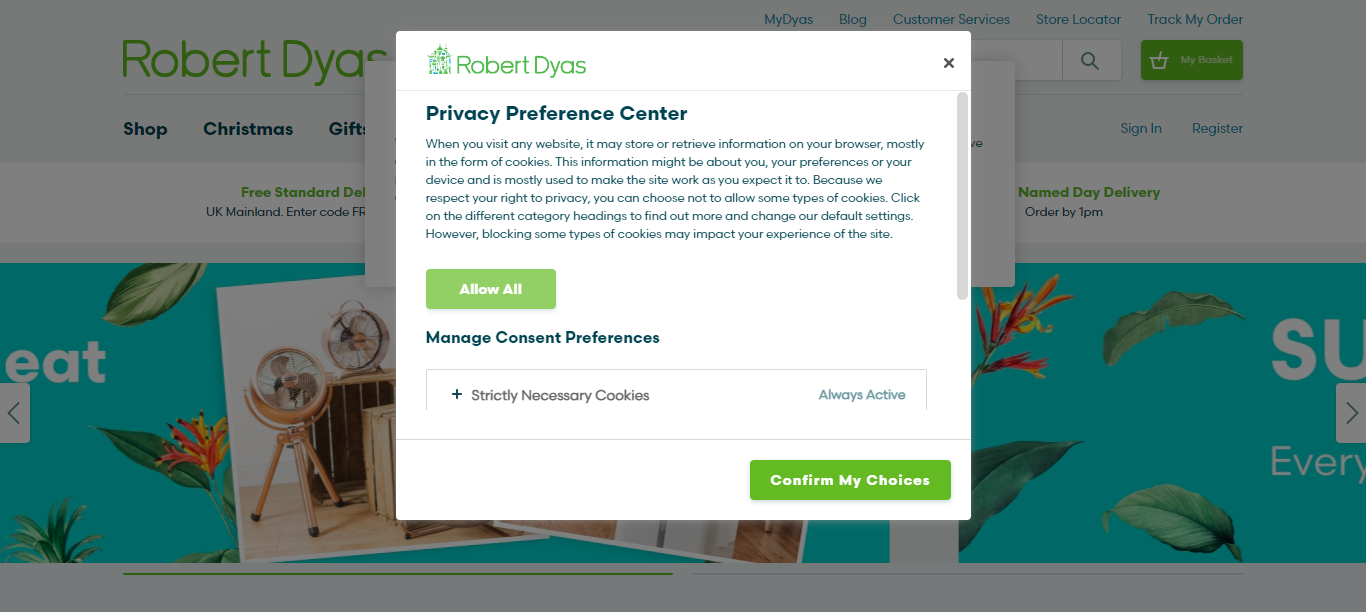 MyDyas Blog Customer Services Store Locator Track My Order
Robert Dyas
My Basket
Robert Dyas
Shop Christmas Gifts
Sign In Register
Privacy Preference Center
When you visit any website, it may store or retrieve information on your browser, mostly
in the form of cookies. This information might be about you, your preferences or your
device and is mostly used to make the site work as you expect it to. Because we
respect your right to privacy, you can choose not to allow some types of cookies. Click
on the different category headings to find out more and change our default settings.
However, blocking some types of cookies may impact your experience of the site.
Free Standard Del
UK Mainland. Enter code FR
Named Day Delivery
Order by 1pm
Allow All
Manage Consent Preferences
+ Strictly Necessary Cookies Always Active
Confirm My Choices
eat
SU
Every